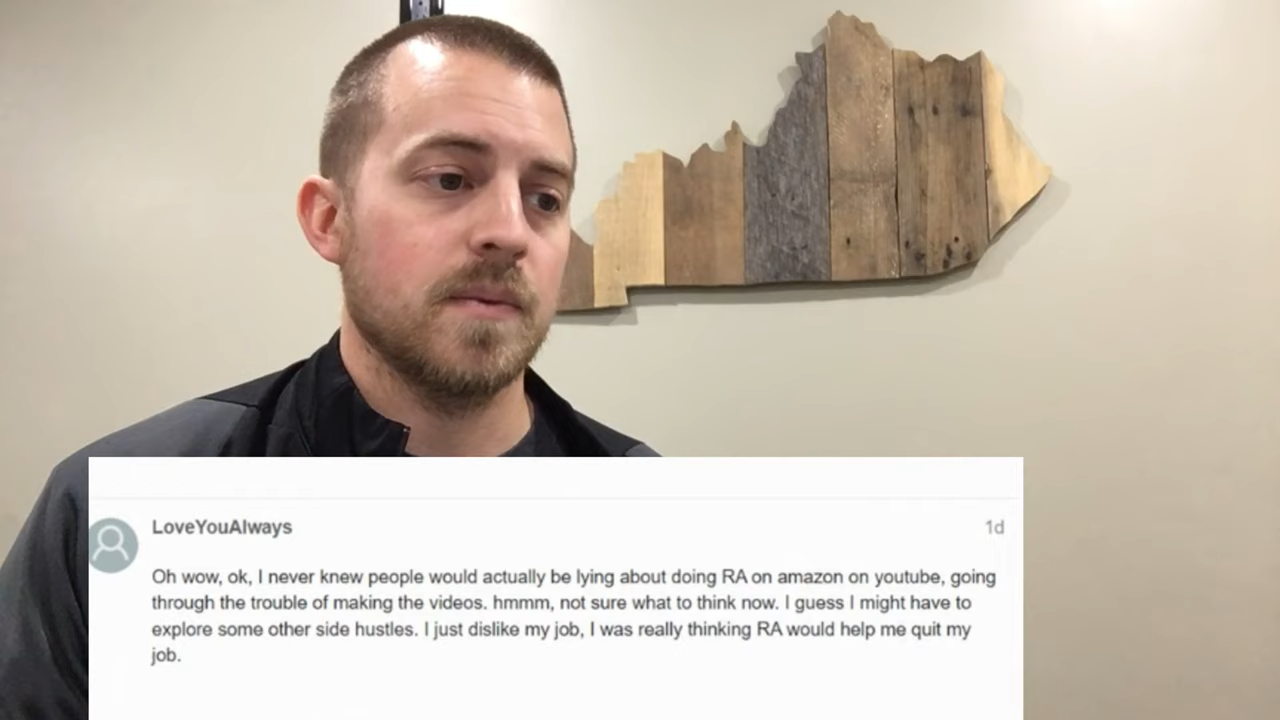 LoveYouAlways
1d
Oh wow, ok, I never knew people would actually be lying about doing RA on amazon on youtube, going
through the trouble of making the videos. hmmm, not sure what to think now. I guess I might have to
explore some other side hustles. I just dislike my job, I was really thinking RA would help me quit my
job.